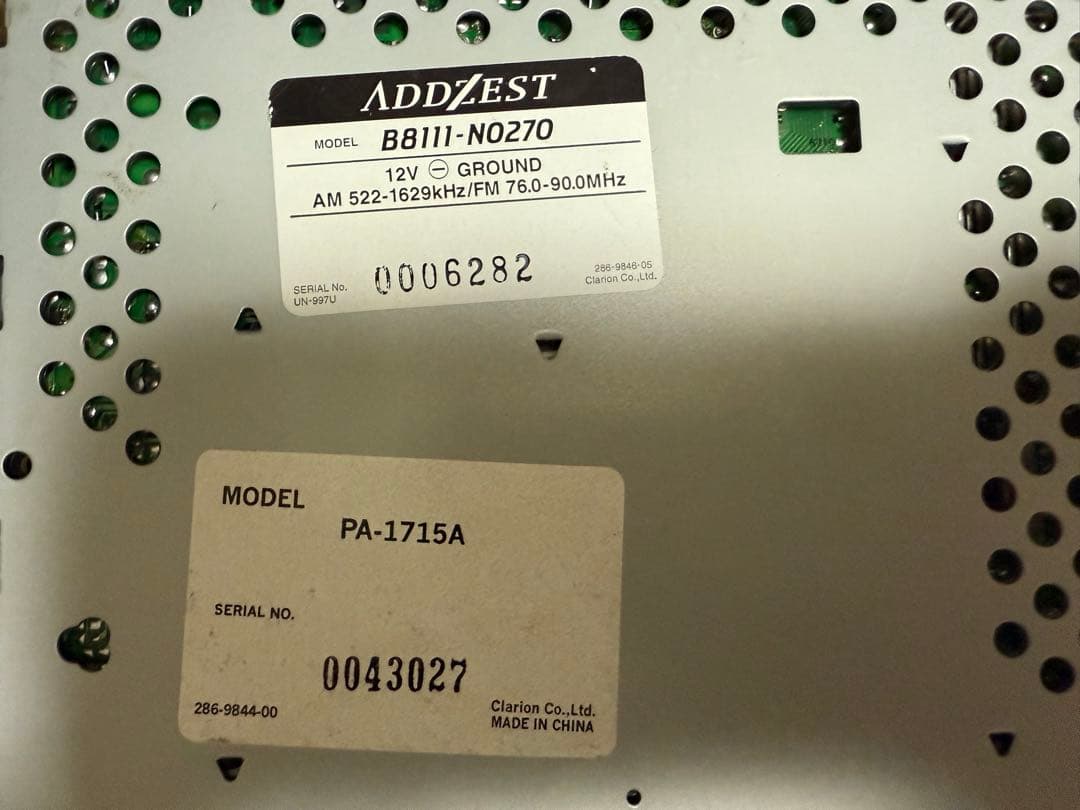 ADDZEST
MODEL B8111-N0270
12V ⊖ GROUND
AM 522-1629kHz/FM 76.0-90.0MHz
SERIAL No. 0006282
UN-997U
286-9846-05
Clarion Co.,Ltd.
MODEL
PA-1715A
SERIAL NO.
0043027
286-9844-00
Clarion Co.,Ltd.
MADE IN CHINA